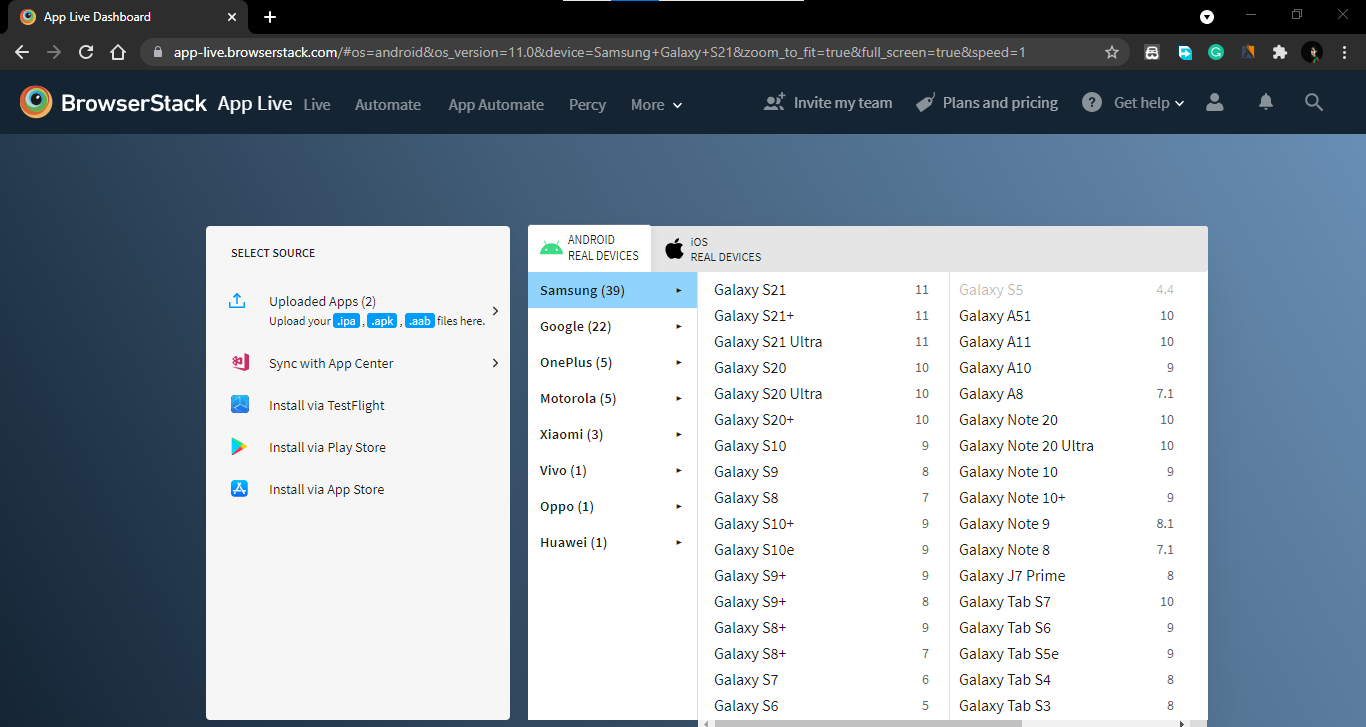 App Live Dashboard
app-live.browserstack.com/#os=android&os_version=11.0&device=Samsung+Galaxy+S21&zoom_to_fit=true&full_screen=true&speed=1
BrowserStack App Live Live Automate App Automate Percy More Invite my team Plans and pricing ? Get help
SELECT SOURCE
Uploaded Apps (2)
Upload your .ipa , .apk , .aab files here.
Sync with App Center
Install via TestFlight
Install via Play Store
Install via App Store
ANDROID
REAL DEVICES
iOS
REAL DEVICES
Samsung (39)
Google (22)
OnePlus (5)
Motorola (5)
Xiaomi (3)
Vivo (1)
Oppo (1)
Huawei (1)
Galaxy S21 11
Galaxy S21+ 11
Galaxy S21 Ultra 11
Galaxy S20 10
Galaxy S20 Ultra 10
Galaxy S20+ 10
Galaxy S10 9
Galaxy S9 8
Galaxy S8 7
Galaxy S10+ 9
Galaxy S10e 9
Galaxy S9+ 9
Galaxy S9+ 8
Galaxy S8+ 9
Galaxy S8+ 7
Galaxy S7 6
Galaxy S6 5
Galaxy S5 4.4
Galaxy A51 10
Galaxy A11 10
Galaxy A10 9
Galaxy A8 7.1
Galaxy Note 20 10
Galaxy Note 20 Ultra 10
Galaxy Note 10 9
Galaxy Note 10+ 9
Galaxy Note 9 8.1
Galaxy Note 8 7.1
Galaxy J7 Prime 8
Galaxy Tab S7 10
Galaxy Tab S6 9
Galaxy Tab S5e 9
Galaxy Tab S4 8
Galaxy Tab S3 8